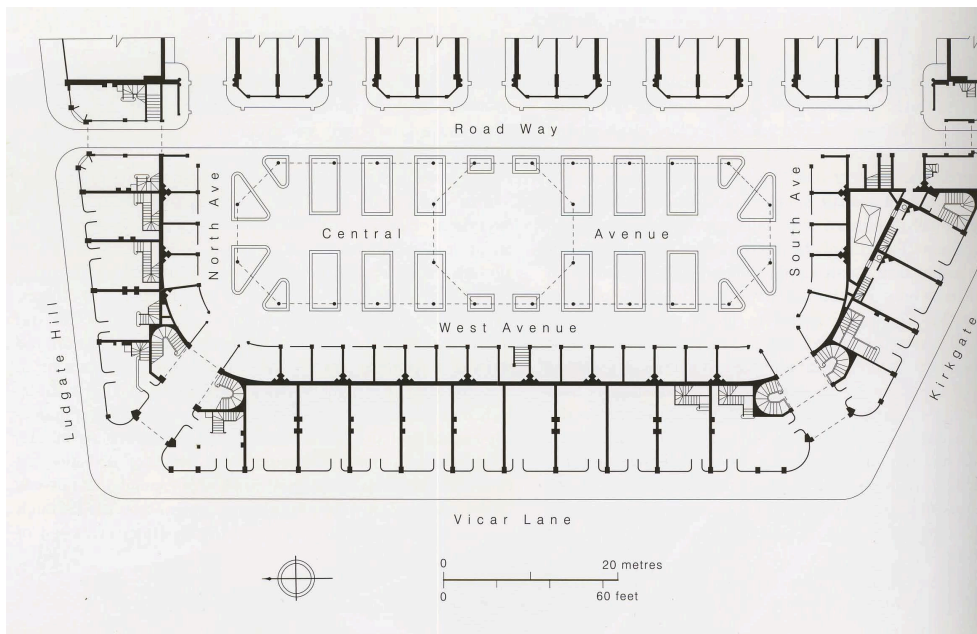 Road Way
North Ave
South Ave
Central Avenue
West Avenue
Ludgate Hill
Kirkgate
Vicar Lane
0 20 metres
0 60 feet